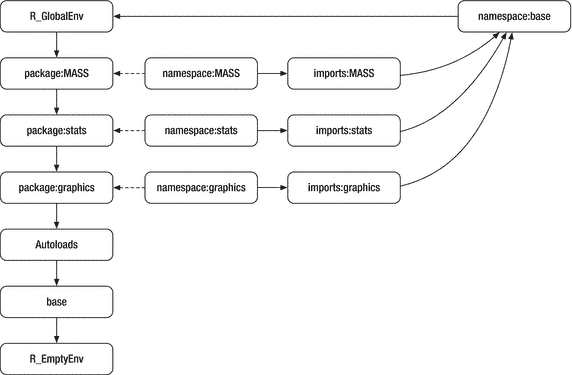 R_GlobalEnv
namespace:base
package:MASS
namespace:MASS
imports:MASS
package:stats
namespace:stats
imports:stats
package:graphics
namespace:graphics
imports:graphics
Autoloads
base
R_EmptyEnv